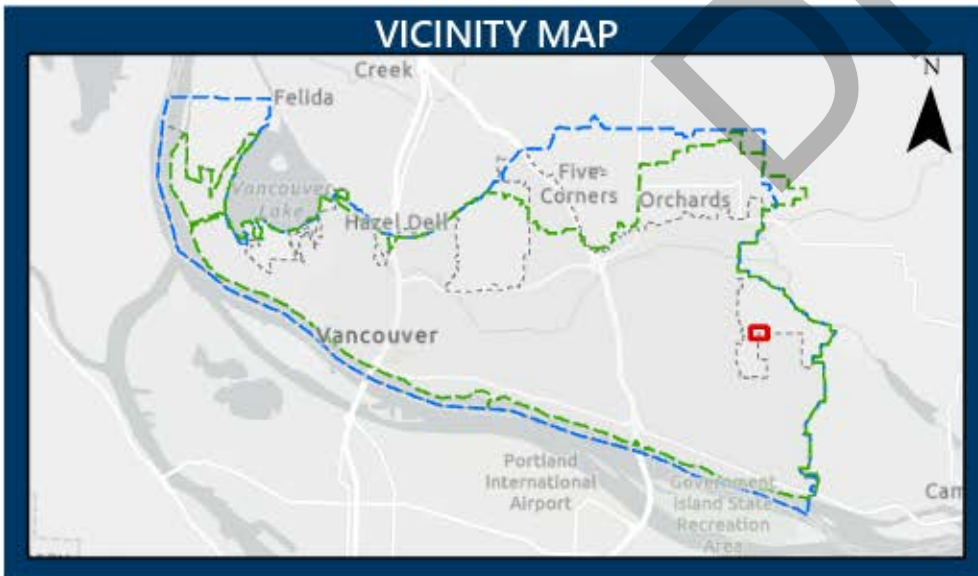 VICINITY MAP
Creek
N
Felida
Vancouver
Lake
Five
Corners
Orchards
Hazel Dell
Vancouver
Portland
International
Airport
Government
Island State
Recreation
Area
Cam